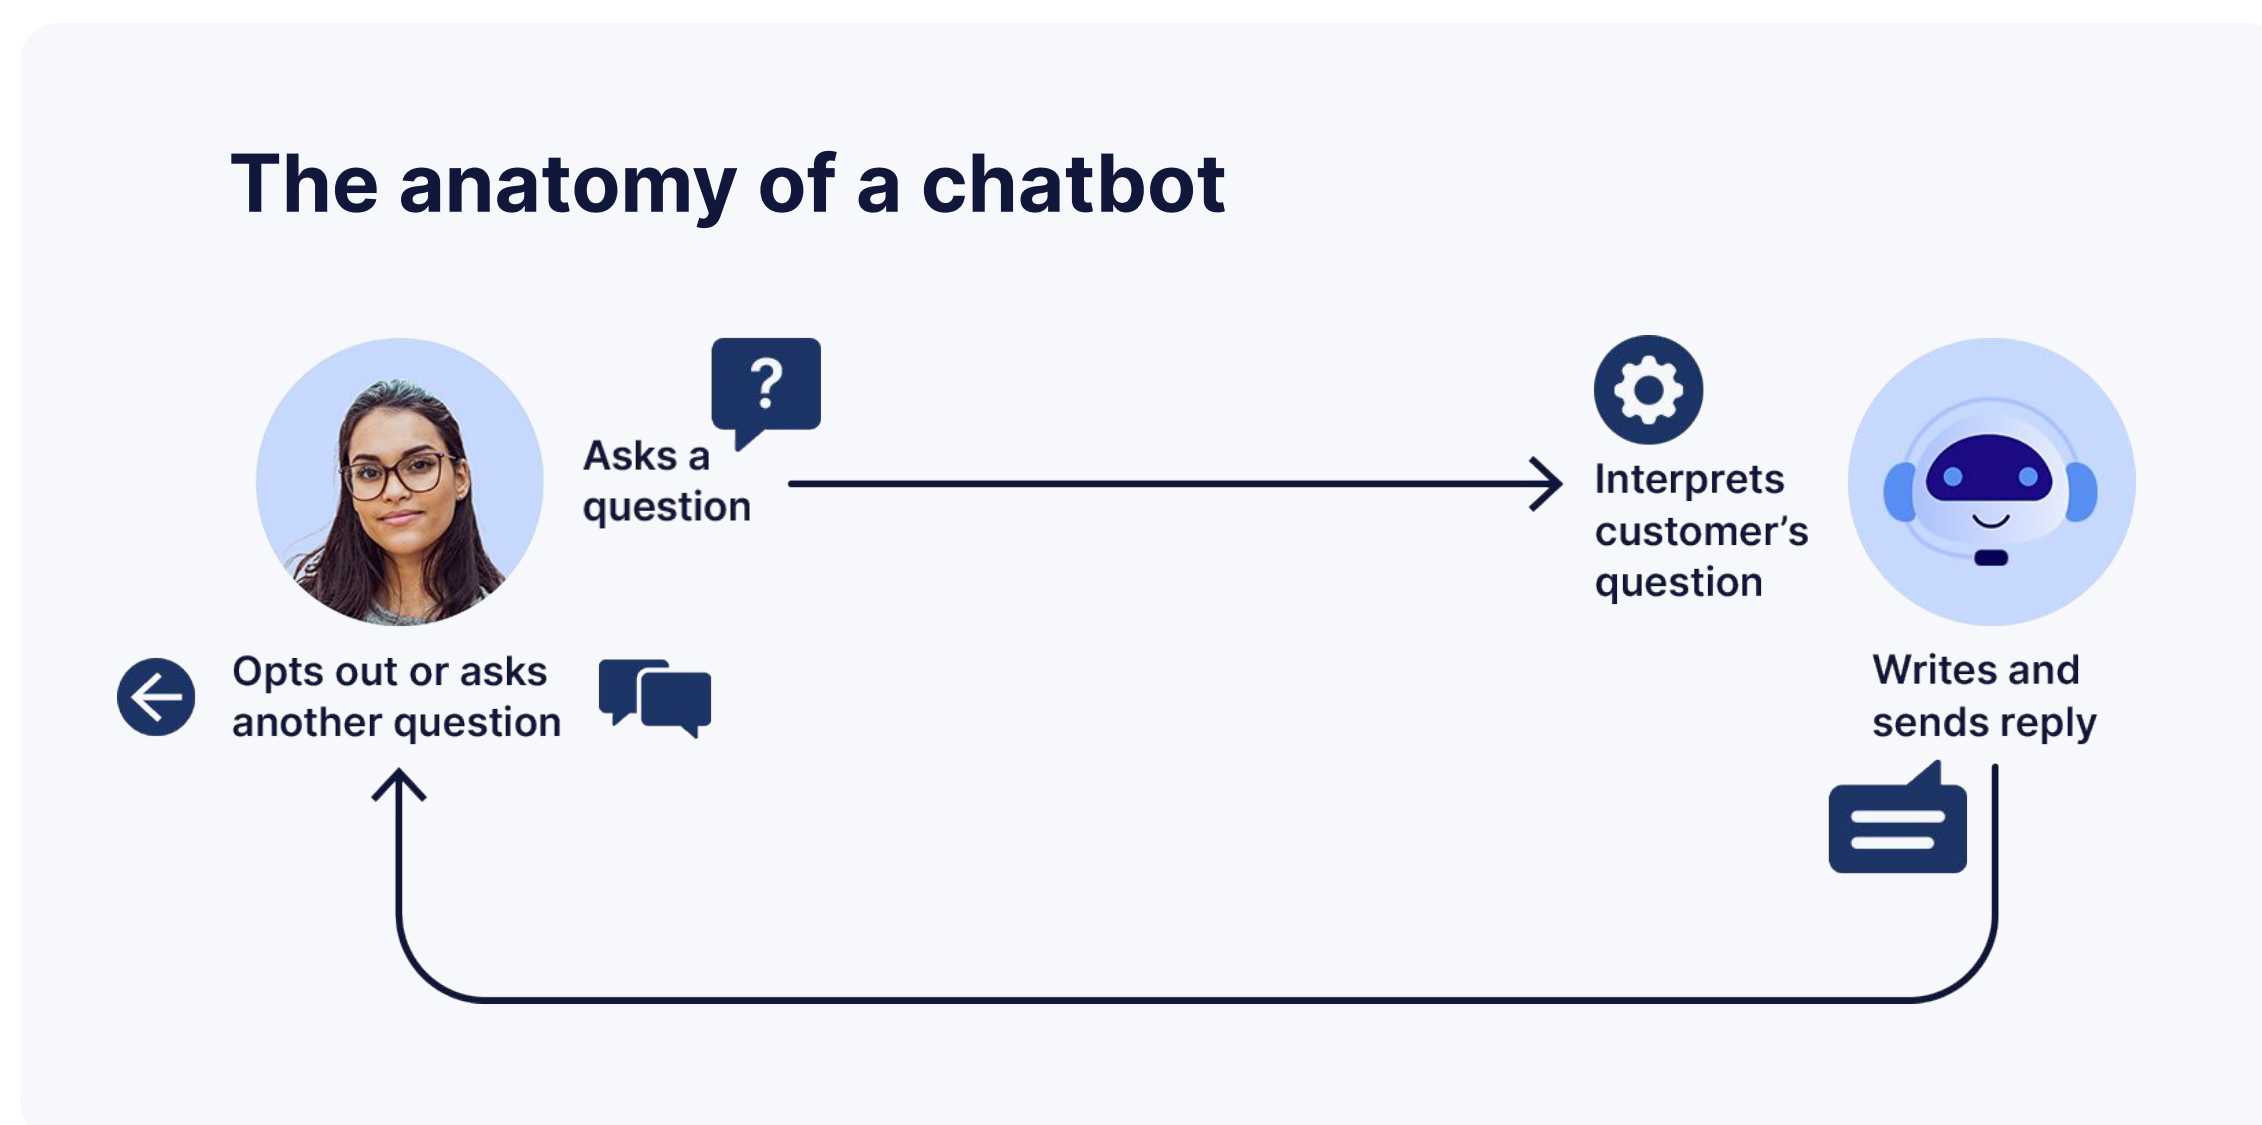 The anatomy of a chatbot
?
Asks a
question
Interprets
customer’s
question
Writes and
sends reply
Opts out or asks
another question